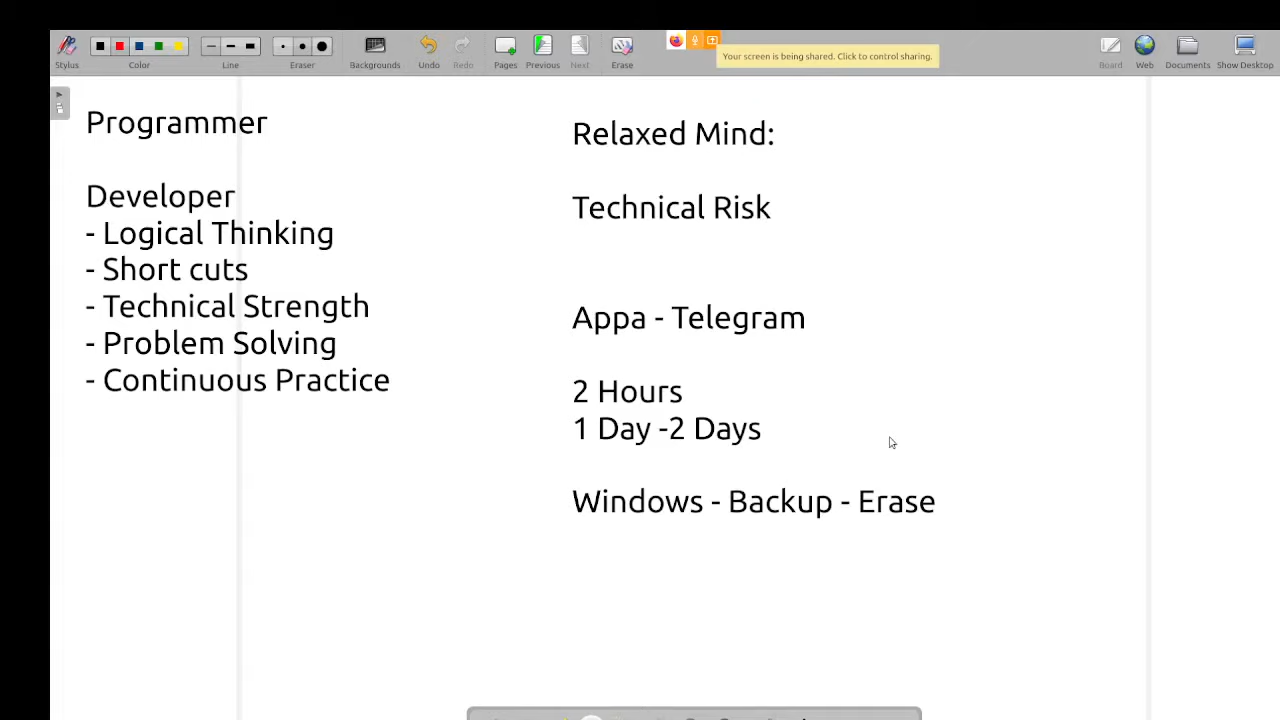 Your screen is being shared. Click to control sharing.
Stylus
Color
Line
Eraser
Backgrounds
Undo
Redo
Pages
Previous
Next
Erase
Board
Web
Documents
Show Desktop
Programmer
Developer
- Logical Thinking
- Short cuts
- Technical Strength
- Problem Solving
- Continuous Practice
Relaxed Mind:
Technical Risk
Appa - Telegram
2 Hours
1 Day -2 Days
Windows - Backup - Erase